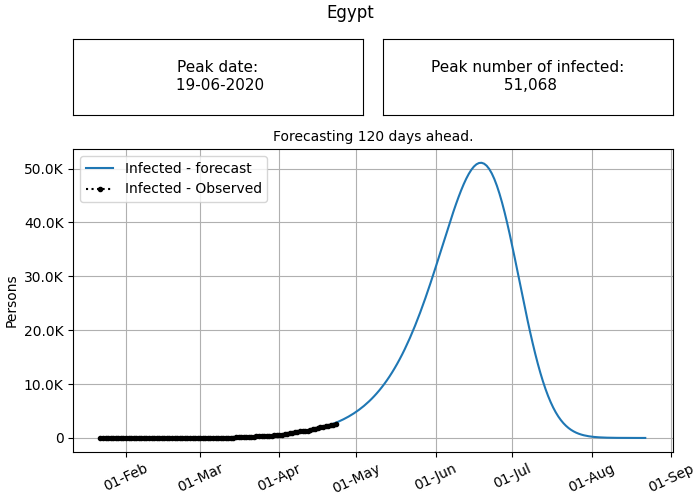 Egypt
Peak date:
19-06-2020
Peak number of infected:
51,068
Forecasting 120 days ahead.
Infected - forecast
Infected - Observed
Persons
50.0K
40.0K
30.0K
20.0K
10.0K
0
01-Feb
01-Mar
01-Apr
01-May
01-Jun
01-Jul
01-Aug
01-Sep